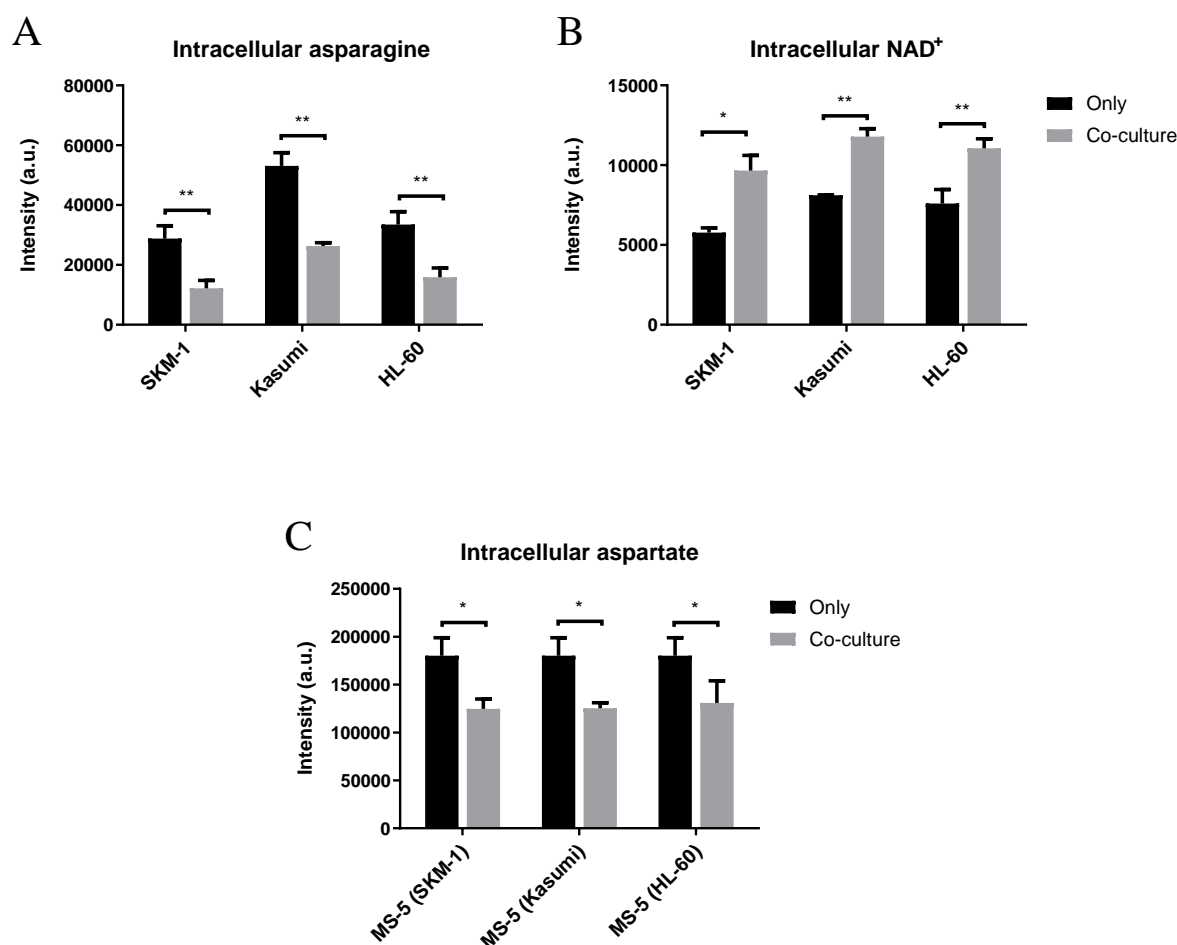 A
Intracellular asparagine
Intensity (a.u.)
80000
60000
40000
20000
0
**
**
**
SKM-1
Kasumi
HL-60
B
Intracellular NAD⁺
Intensity (a.u.)
15000
10000
5000
0
*
**
**
SKM-1
Kasumi
HL-60
Only
Co-culture
C
Intracellular aspartate
Intensity (a.u.)
250000
200000
150000
100000
50000
0
*
*
*
MS-5 (SKM-1)
MS-5 (Kasumi)
MS-5 (HL-60)
Only
Co-culture